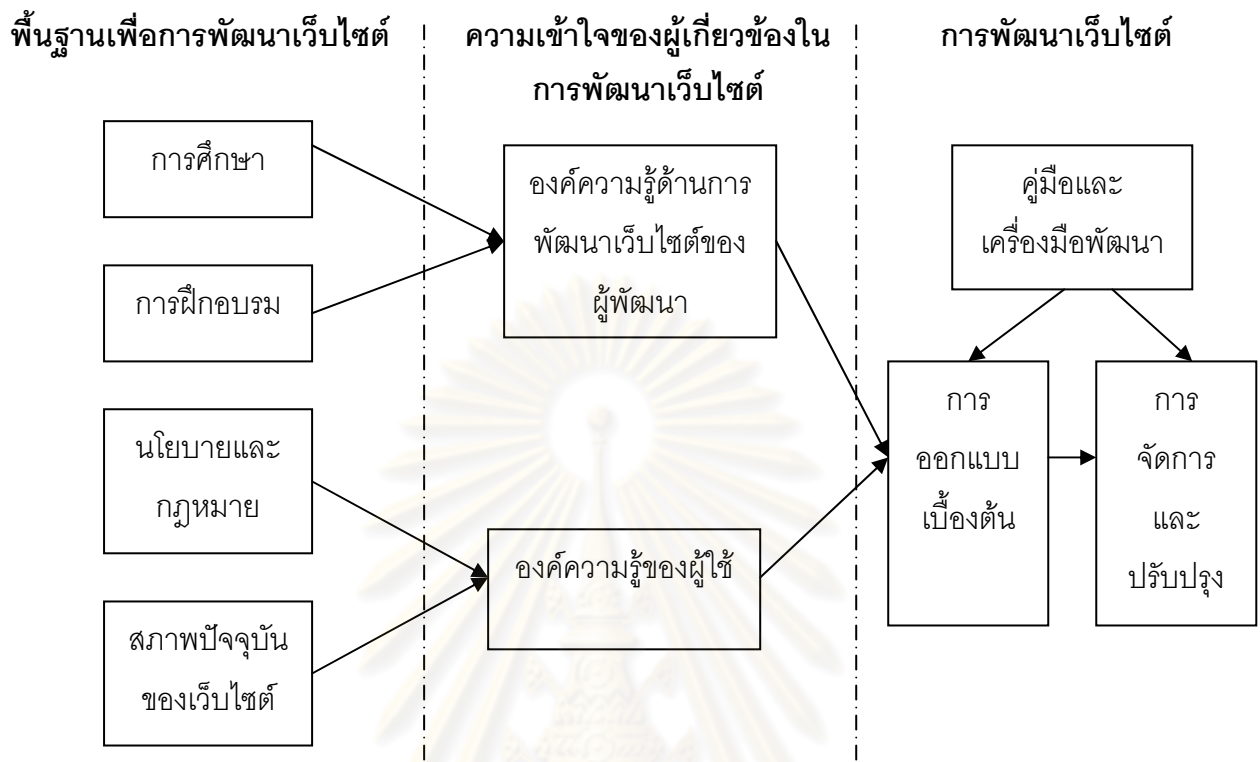 พื้นฐานเพื่อการพัฒนาเว็บไซต์
ความเข้าใจของผู้เกี่ยวข้องใน
การพัฒนาเว็บไซต์
การพัฒนาเว็บไซต์
การศึกษา
การฝึกอบรม
นโยบายและ
กฎหมาย
สภาพปัจจุบัน
ของเว็บไซต์
องค์ความรู้ด้านการ
พัฒนาเว็บไซต์ของ
ผู้พัฒนา
องค์ความรู้ของผู้ใช้
คู่มือและ
เครื่องมือพัฒนา
การ
ออกแบบ
เบื้องต้น
การ
จัดการ
และ
ปรับปรุง